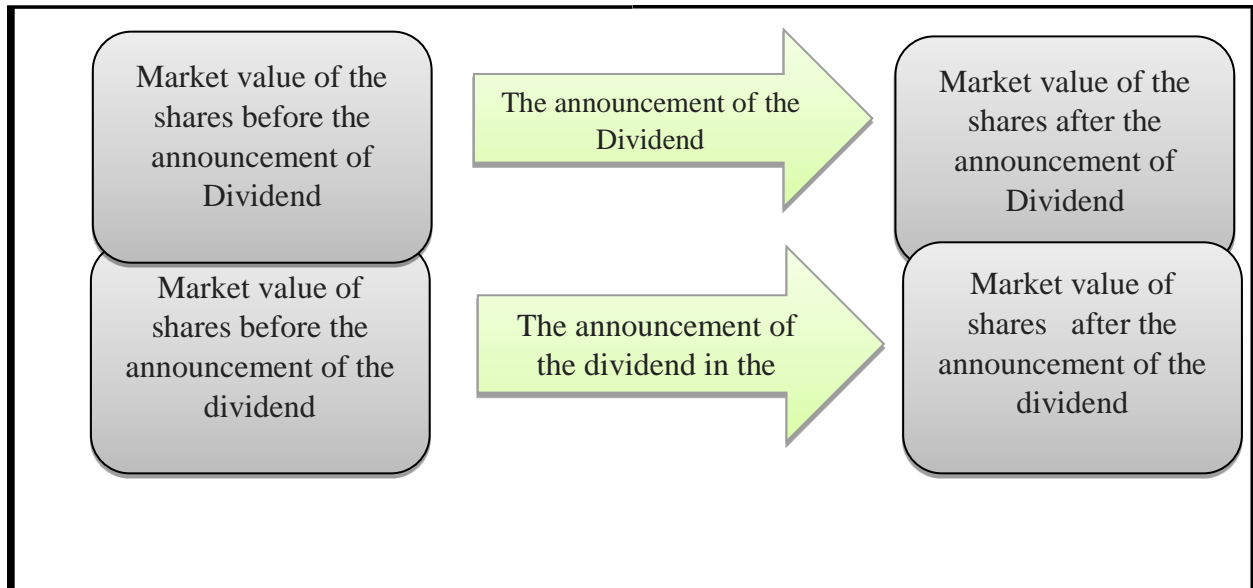 Market value of the
shares before the
announcement of
Dividend
The announcement of the
Dividend
Market value of the
shares after the
announcement of
Dividend
Market value of
shares before the
announcement of the
dividend
The announcement of
the dividend in the
Market value of
shares after the
announcement of the
dividend